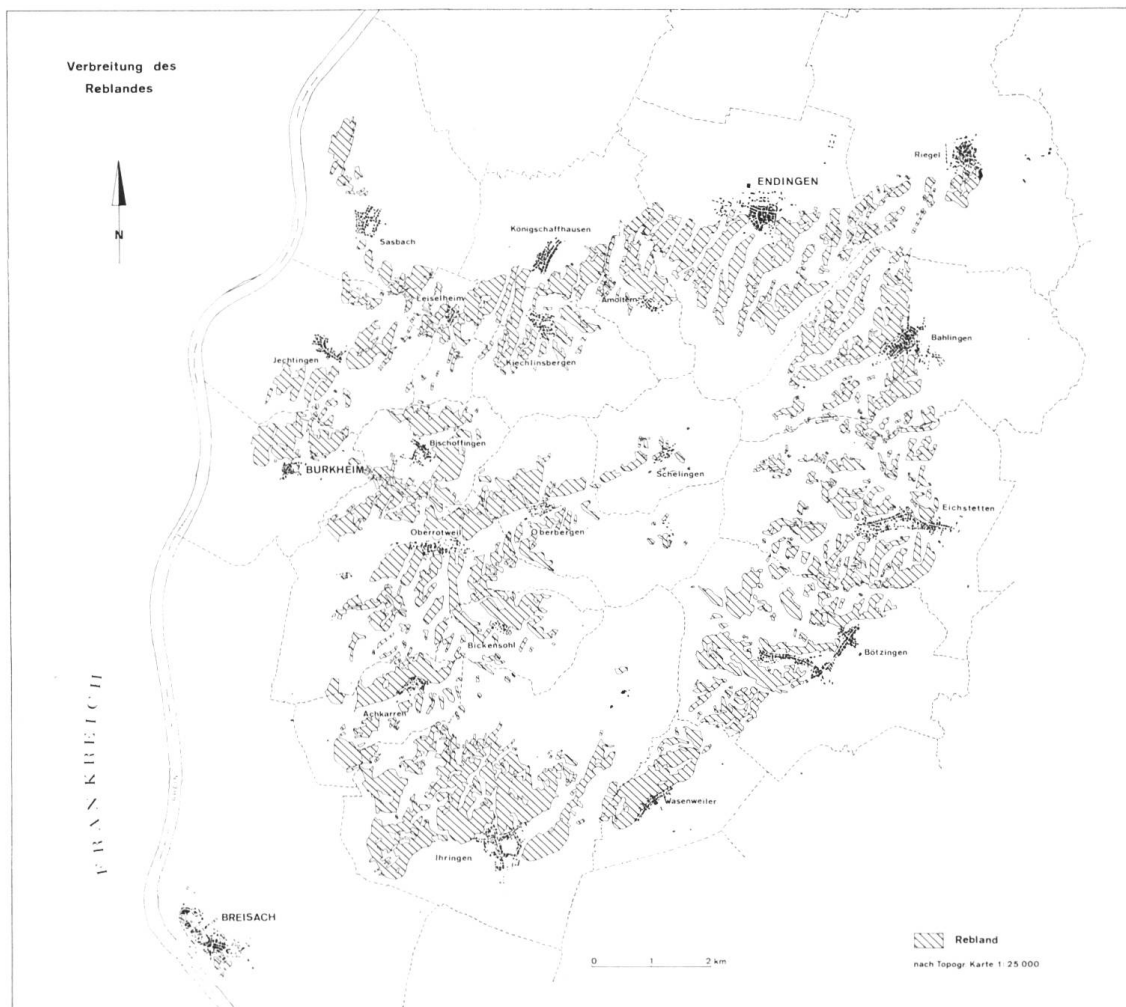 Verbreitung des
Reblandes
N
Riegel
ENDINGEN
Königschaffhausen
Sasbach
Leiselheim
Amoltern
Bahlingen
Jechtingen
Kiechlinsbergen
Bischoffingen
BURKHEIM
Schelingen
Eichstetten
Oberrotweil
Oberbergen
Bickensohl
Bötzingen
Achkarren
FRANKREICH
Wasenweiler
Ihringen
BREISACH
Rebland
0 1 2 km
nach Topogr Karte 1:25 000